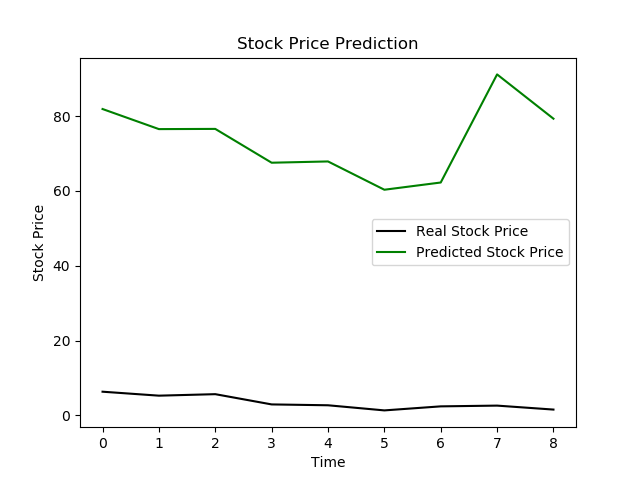 Stock Price Prediction
Stock Price
80
60
40
20
0
Real Stock Price
Predicted Stock Price
0 1 2 3 4 5 6 7 8
Time